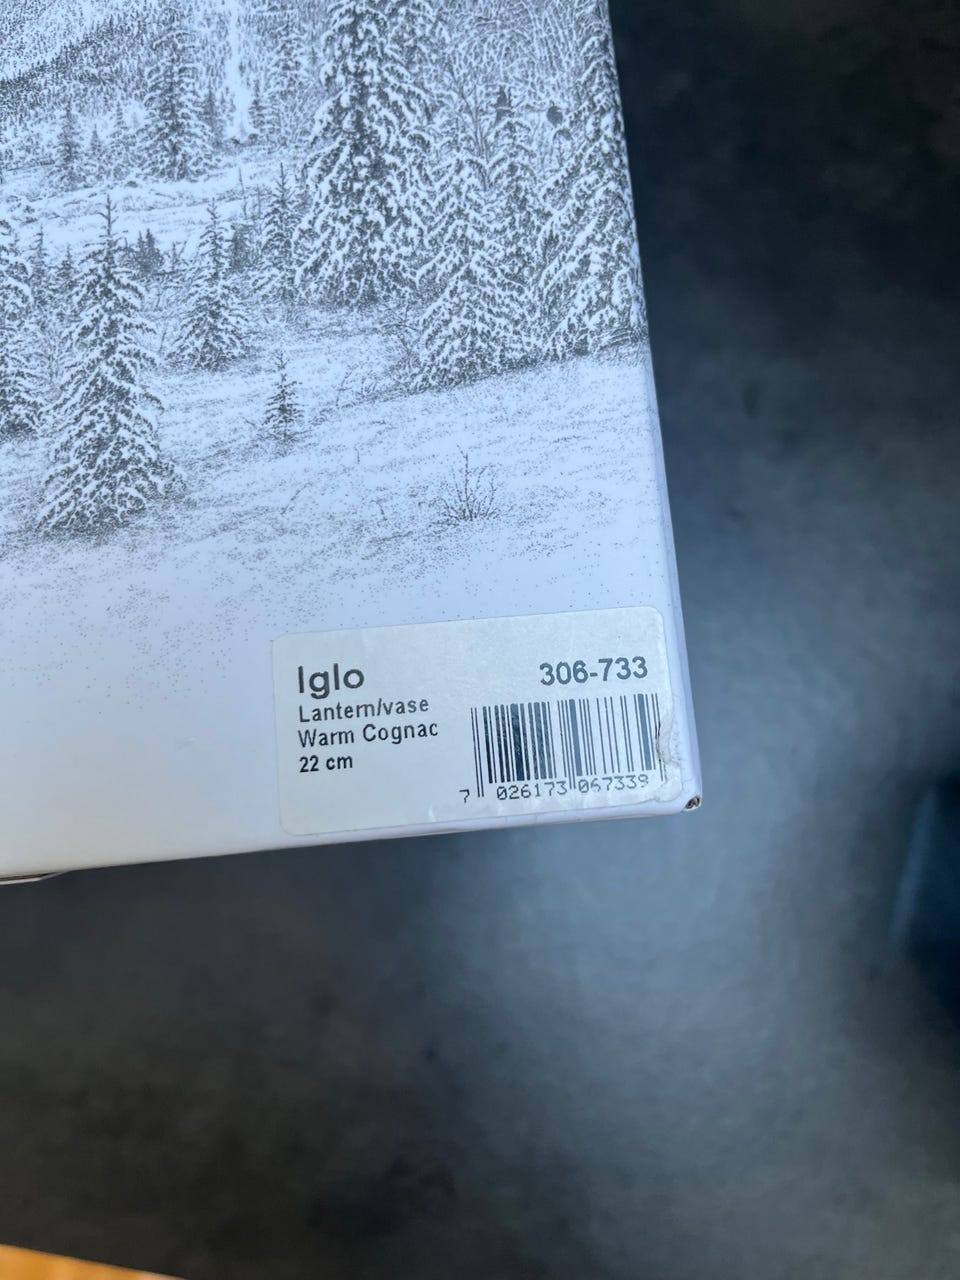 Iglo
306-733
Lantern/vase
Warm Cognac
22 cm
7 026173 067339